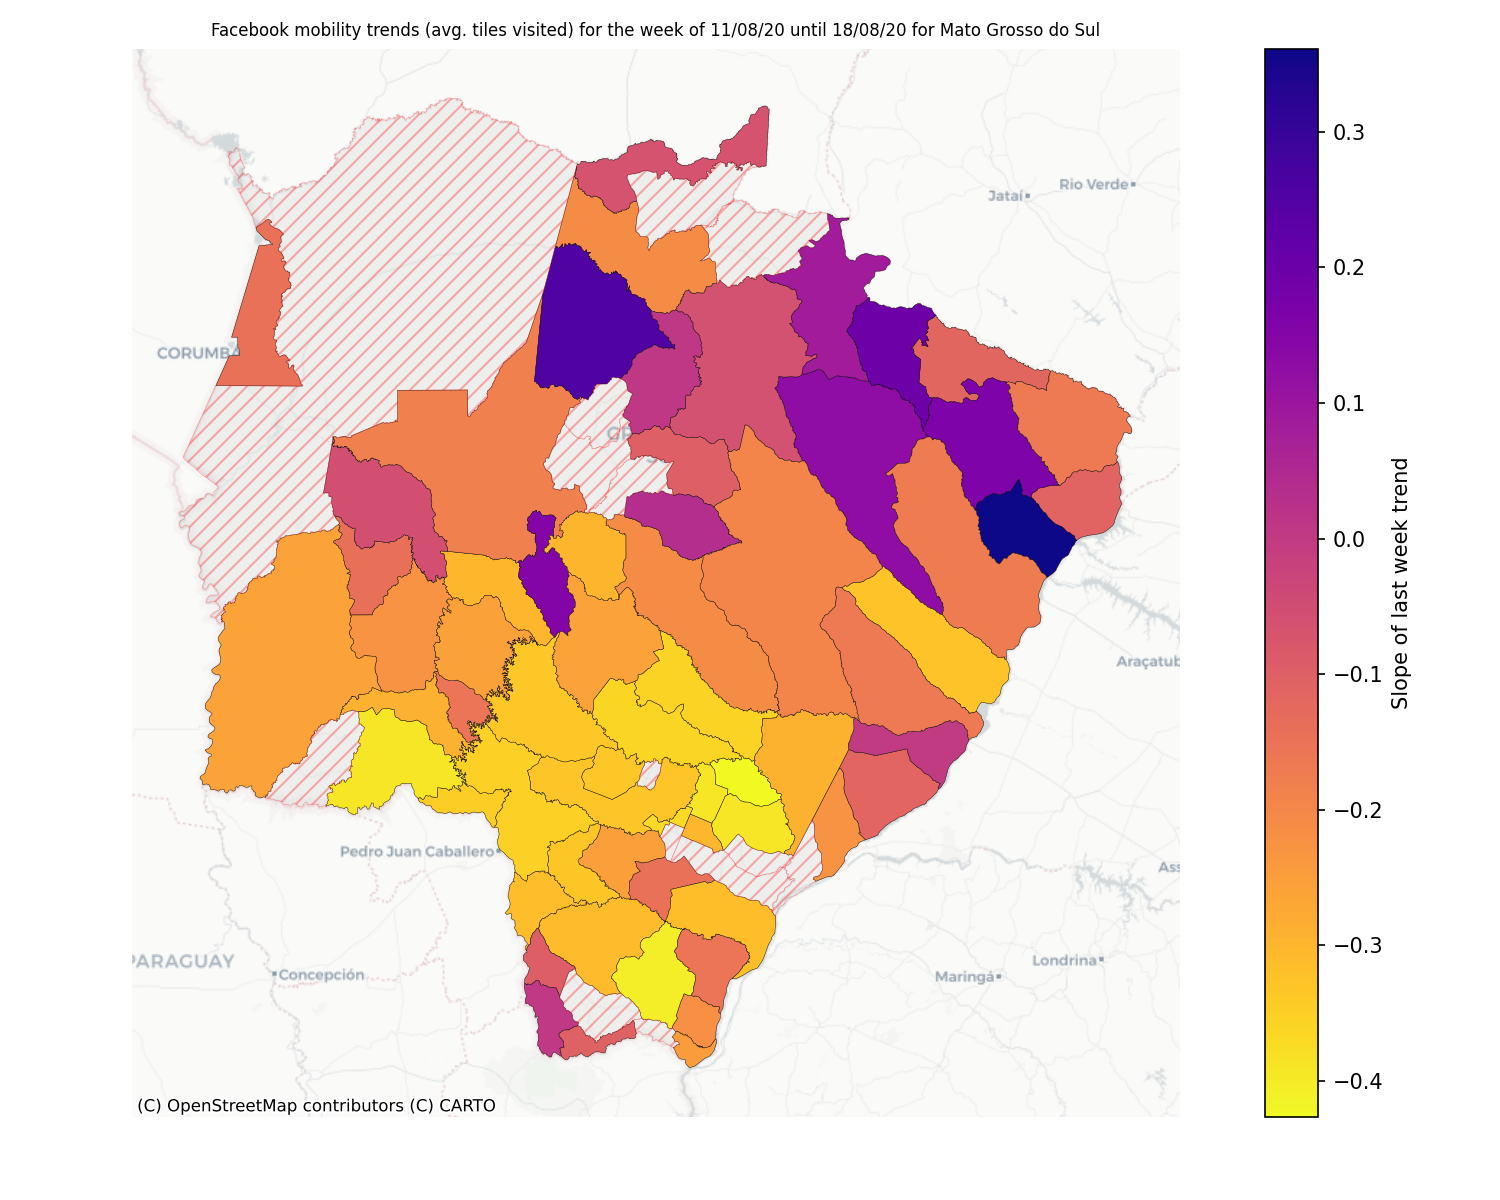 Facebook mobility trends (avg. tiles visited) for the week of 11/08/20 until 18/08/20 for Mato Grosso do Sul
Jataí
Rio Verde
CORUMBÁ
Araçatub
Pedro Juan Caballero
PARAGUAY
Concepción
Ass
Londrina
Maringá
(C) OpenStreetMap contributors (C) CARTO
0.3
0.2
0.1
0.0
−0.1
−0.2
−0.3
−0.4
Slope of last week trend